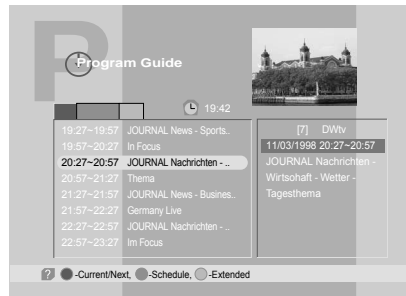 P
Program Guide
19:42
19:27~19:57 JOURNAL News - Sports..
19:57~20:27 In Focus
20:27~20:57 JOURNAL Nachrichten - ..
20:57~21:27 Thema
21:27~21:57 JOURNAL News - Busines..
21:57~22:27 Germany Live
22:27~22:57 JOURNAL Nachrichten - ..
22:57~23:27 Im Focus
[7] DWtv
11/03/1998 20:27~20:57
JOURNAL Nachrichten -
Wirtschaft - Wetter -
Tagesthema
? -Current/Next, -Schedule, -Extended